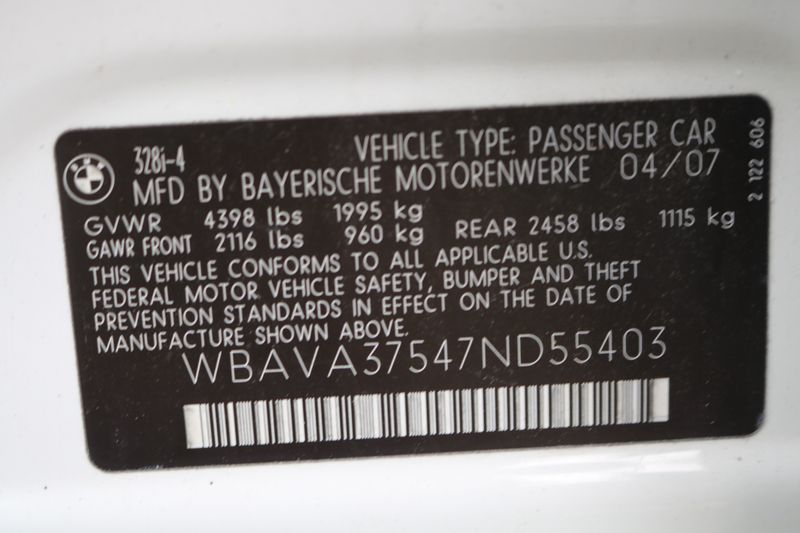 BMW
328i-4
VEHICLE TYPE: PASSENGER CAR
MFD BY BAYERISCHE MOTORENWERKE 04/07
GVWR 4398 lbs 1995 kg
GAWR FRONT 2116 lbs 960 kg REAR 2458 lbs 1115 kg
THIS VEHICLE CONFORMS TO ALL APPLICABLE U.S.
FEDERAL MOTOR VEHICLE SAFETY, BUMPER AND THEFT
PREVENTION STANDARDS IN EFFECT ON THE DATE OF
MANUFACTURE SHOWN ABOVE.
WBAVA37547ND55403
2 122 606